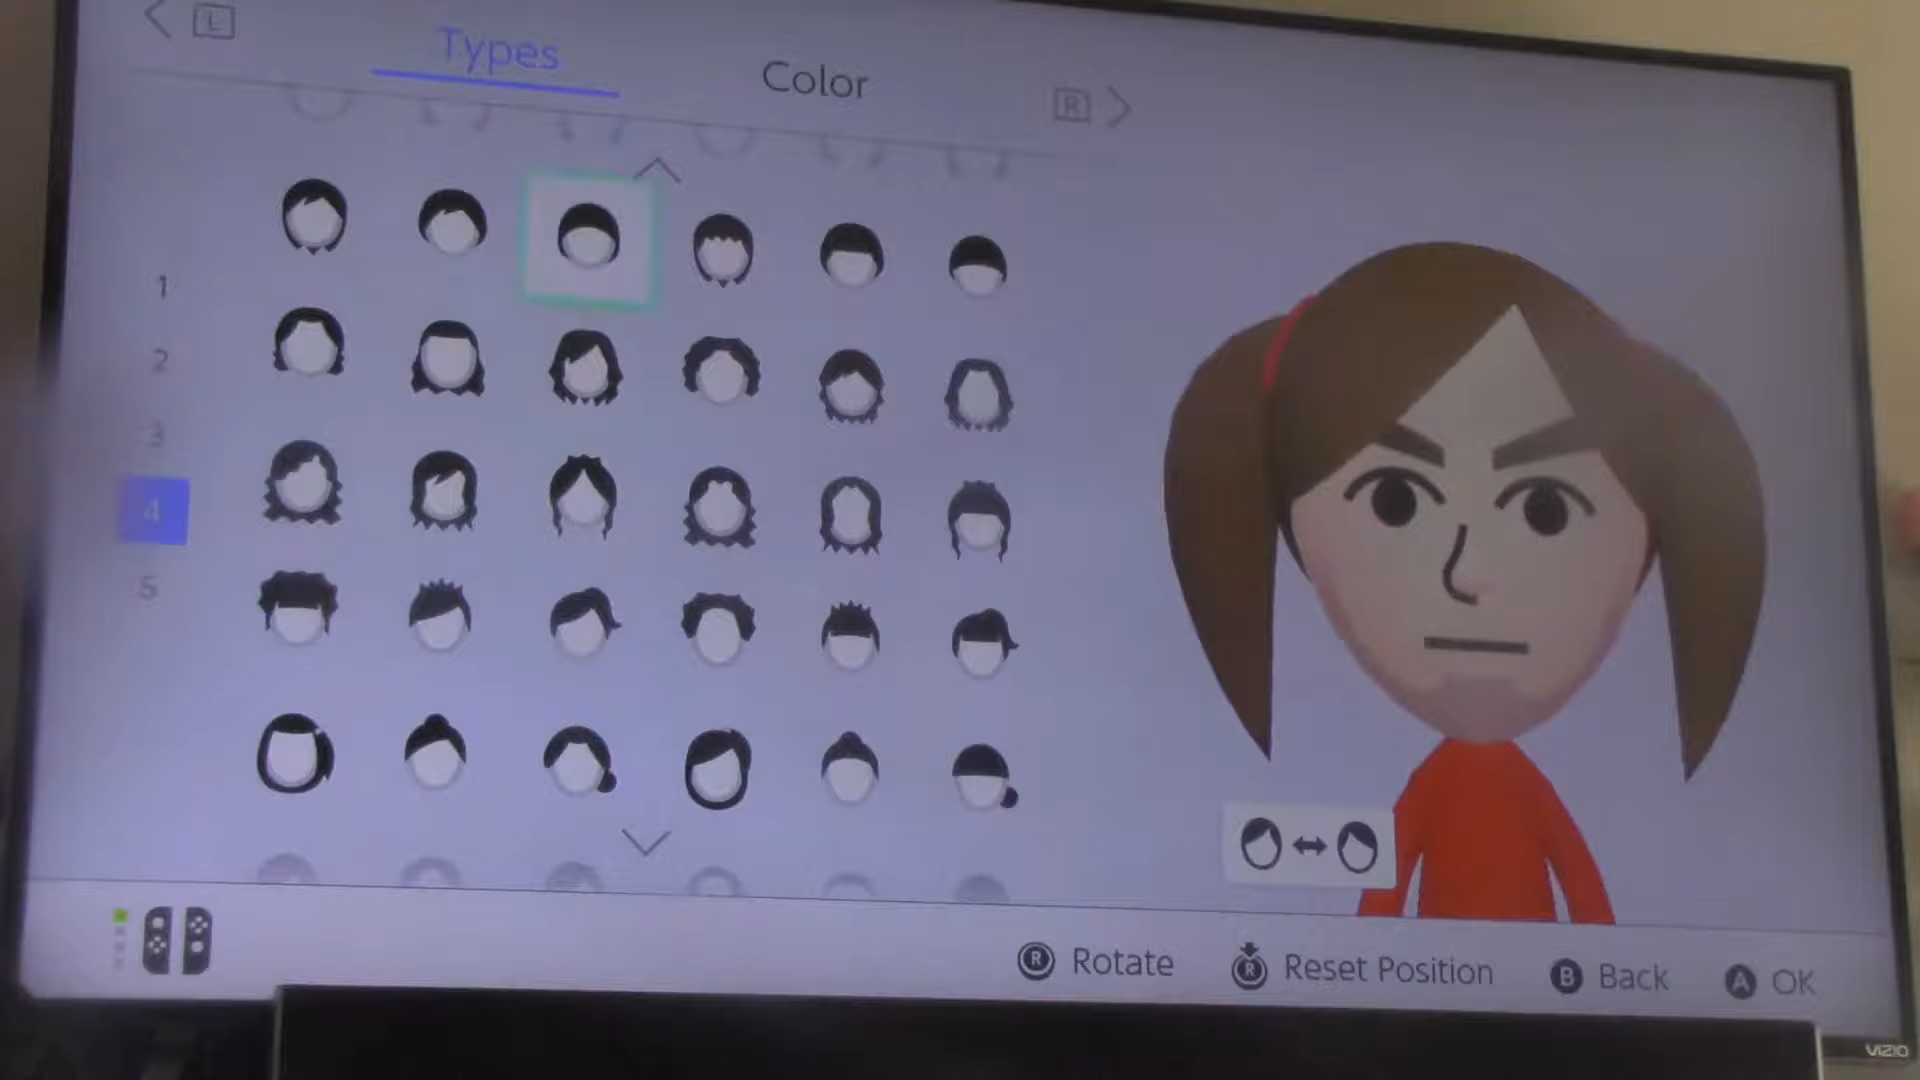 L
Types
Color
R
1
2
3
4
5
R Rotate
R Reset Position
B Back
A OK
VIZIO